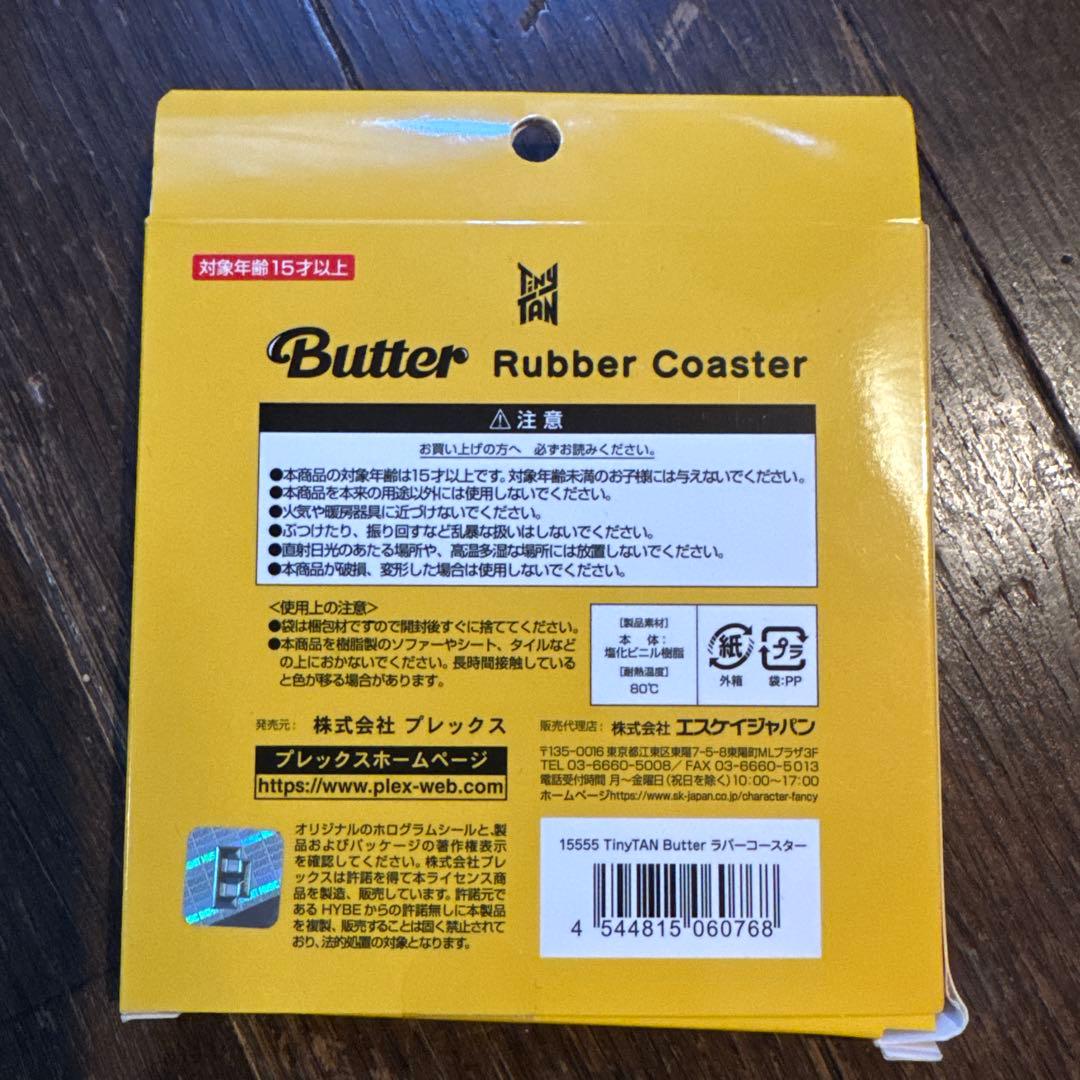 対象年齢15才以上
TiNY
TAN
Butter Rubber Coaster
⚠注意
お買い上げの方へ 必ずお読みください。
●本商品の対象年齢は15才以上です。対象年齢未満のお子様には与えないでください。
●本商品を本来の用途以外には使用しないでください。
●火気や暖房器具に近づけないでください。
●ぶつけたり、振り回すなど乱暴な扱いはしないでください。
●直射日光のあたる場所や、高温多湿な場所には放置しないでください。
●本商品が破損、変形した場合は使用しないでください。
<使用上の注意>
●袋は梱包材ですので開封後すぐに捨ててください。
●本商品を樹脂製のソファーやシート、タイルなど
の上におかないでください。長時間接触している
と色が移る場合があります。
[製品素材]
本 体:
塩化ビニル樹脂
[耐熱温度]
80℃
紙
外箱
プラ
袋:PP
発売元: 株式会社 プレックス
プレックスホームページ
https://www.plex-web.com
販売代理店: 株式会社 エスケイジャパン
〒135-0016 東京都江東区東陽7-5-8東陽町MLプラザ3F
TEL 03-6660-5008/FAX 03-6660-5013
電話受付時間 月~金曜日(祝日を除く)10:00~17:00
ホームページhttps://www.sk-japan.co.jp/character-fancy
オリジナルのホログラムシールと、製
品およびパッケージの著作権表示
を確認してください。株式会社プレ
ックスは許諾を得て本ライセンス商
品を製造、販売しています。許諾元で
ある HYBE からの許諾無しに本製品
を複製、販売することは固く禁止されて
おり、法的処置の対象となります。
15555 TinyTAN Butter ラバーコースター
4 544815 060768